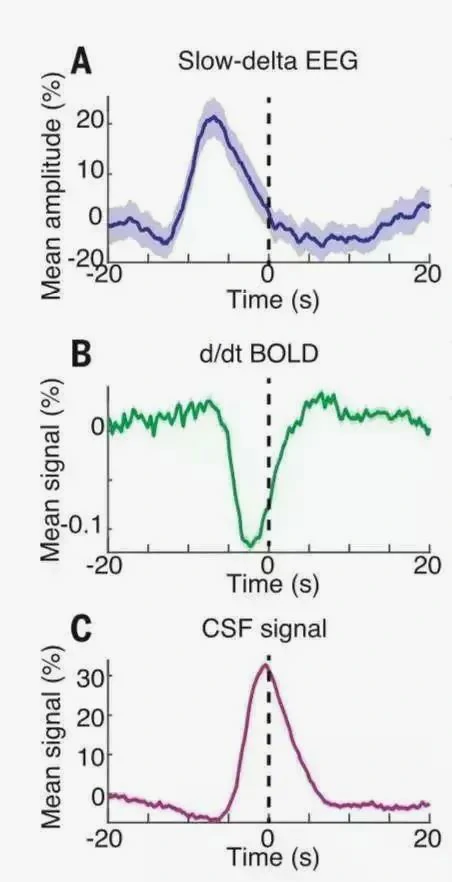 A
Slow-delta EEG
Mean amplitude (%)
20
10
0
-20
-20 0 20
Time (s)
B
d/dt BOLD
Mean signal (%)
0
-0.1
-20 0 20
Time (s)
C
CSF signal
Mean signal (%)
30
20
10
0
-20 0 20
Time (s)